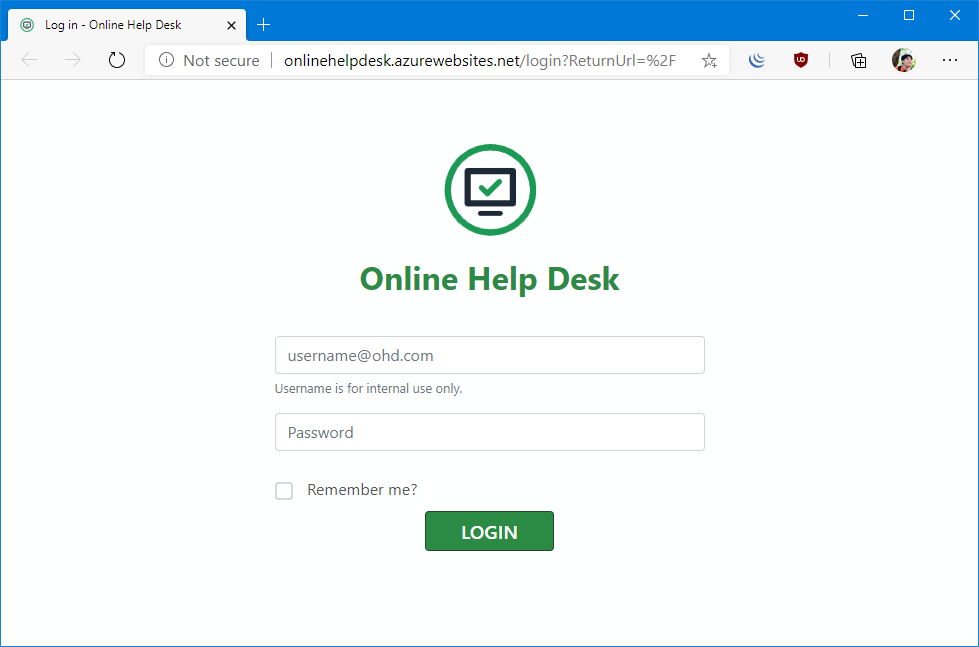 Log in - Online Help Desk
Not secure | onlinehelpdesk.azurewebsites.net/login?ReturnUrl=%2F
Online Help Desk
username@ohd.com
Username is for internal use only.
Password
Remember me?
LOGIN